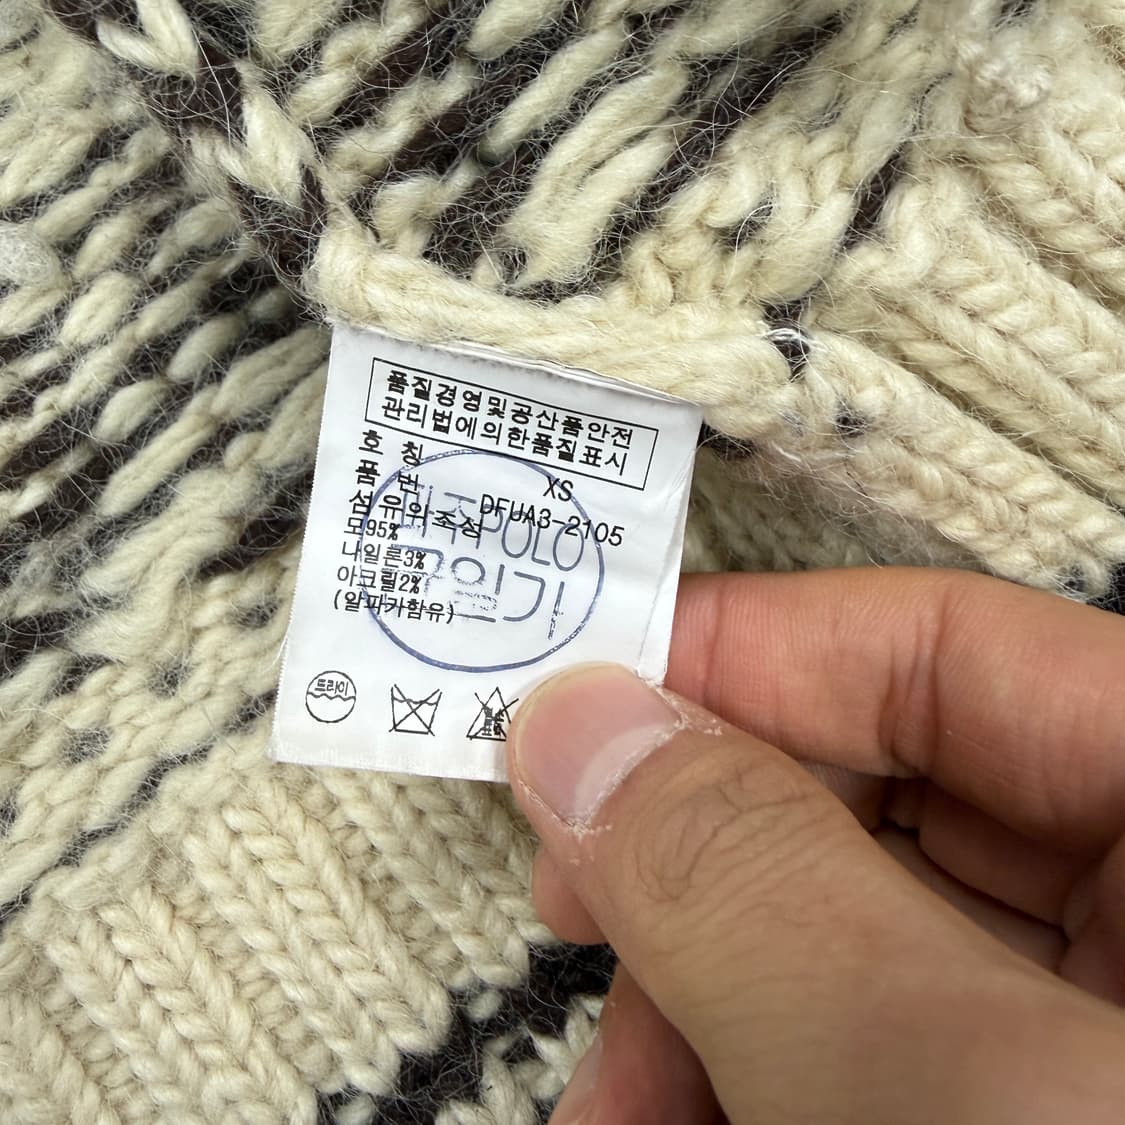 품질경영및공산품안전
관리법에의한품질표시
호 칭 XS
품 번 DFUA3-2105
섬유의조성
모95%
나일론3%
아크릴2%
(알파카함유)
POLO
드라이